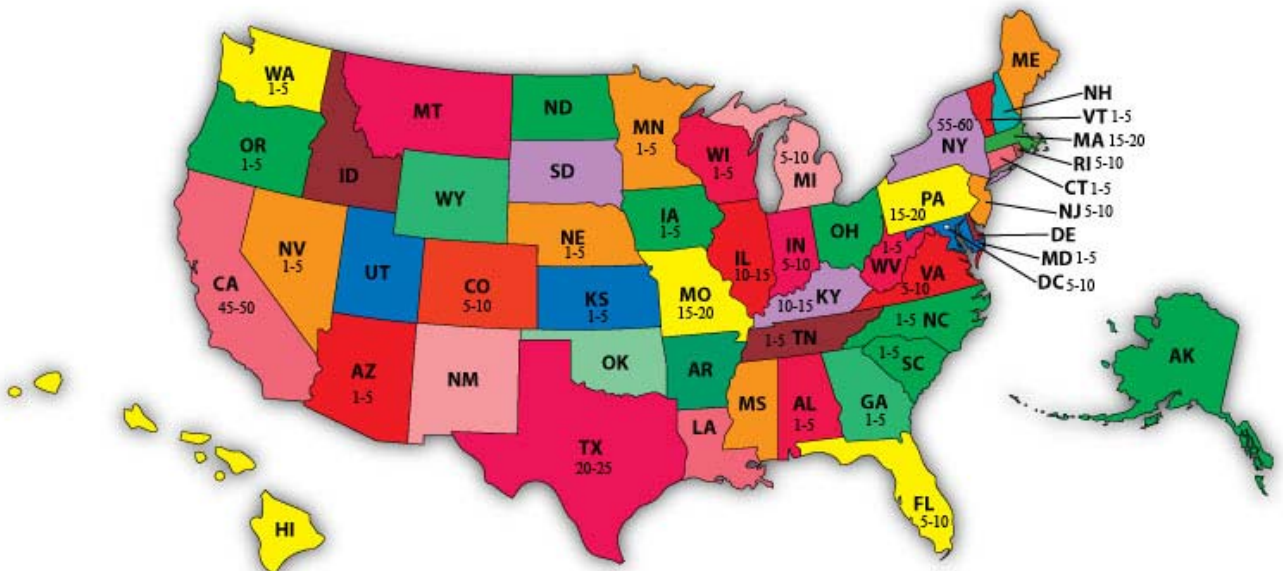 WA
1-5
OR
1-5
CA
45-50
NV
1-5
ID
MT
WY
UT
AZ
1-5
CO
5-10
NM
ND
SD
NE
1-5
KS
1-5
OK
TX
20-25
MN
1-5
IA
1-5
MO
15-20
AR
LA
WI
1-5
IL
10-15
5-10
MI
IN
5-10
OH
10-15 KY
1-5 TN
MS
AL
1-5
GA
1-5
FL
5-10
1-5 NC
1-5
SC
1-5
WV
VA
5-10
PA
15-20
55-60
NY
ME
NH
VT 1-5
MA 15-20
RI 5-10
CT 1-5
NJ 5-10
DE
MD 1-5
DC 5-10
AK
HI